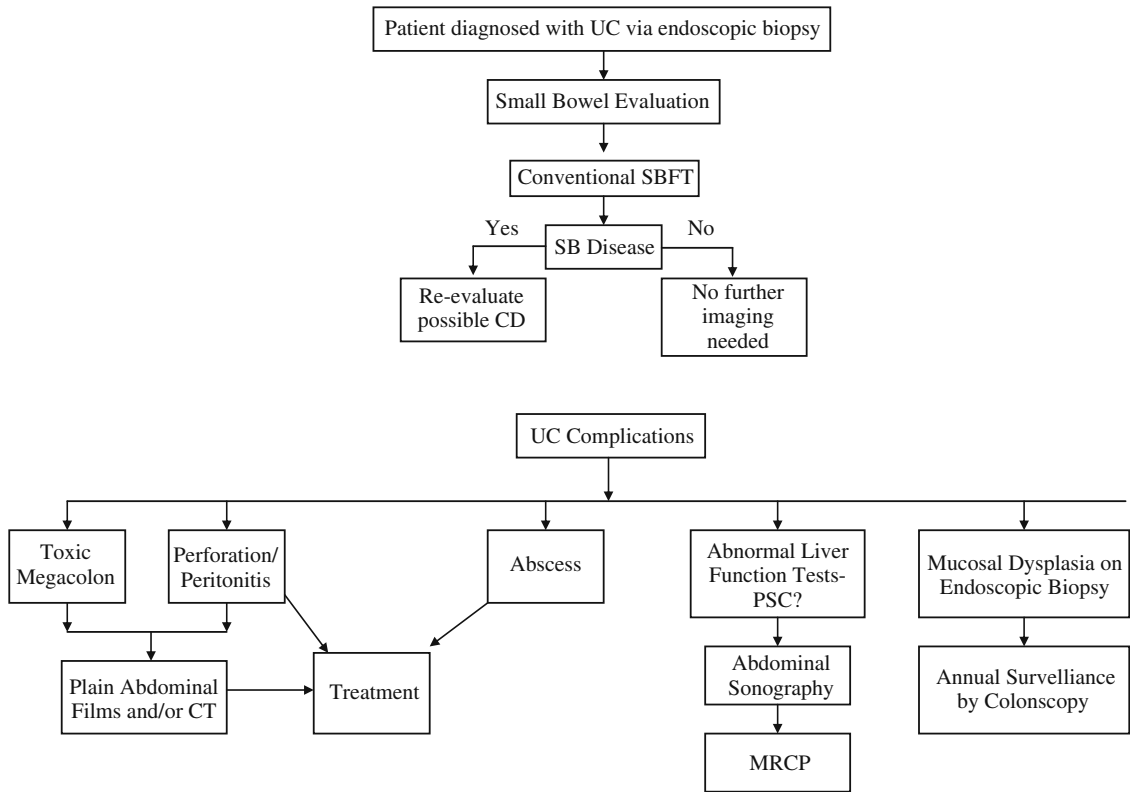 Patient diagnosed with UC via endoscopic biopsy
Small Bowel Evaluation
Conventional SBFT
Yes
No
SB Disease
Re-evaluate
possible CD
No further
imaging
needed
UC Complications
Toxic
Megacolon
Perforation/
Peritonitis
Abscess
Abnormal Liver
Function Tests-
PSC?
Mucosal Dysplasia on
Endoscopic Biopsy
Plain Abdominal
Films and/or CT
Treatment
Abdominal
Sonography
Annual Survelliance
by Colonscopy
MRCP